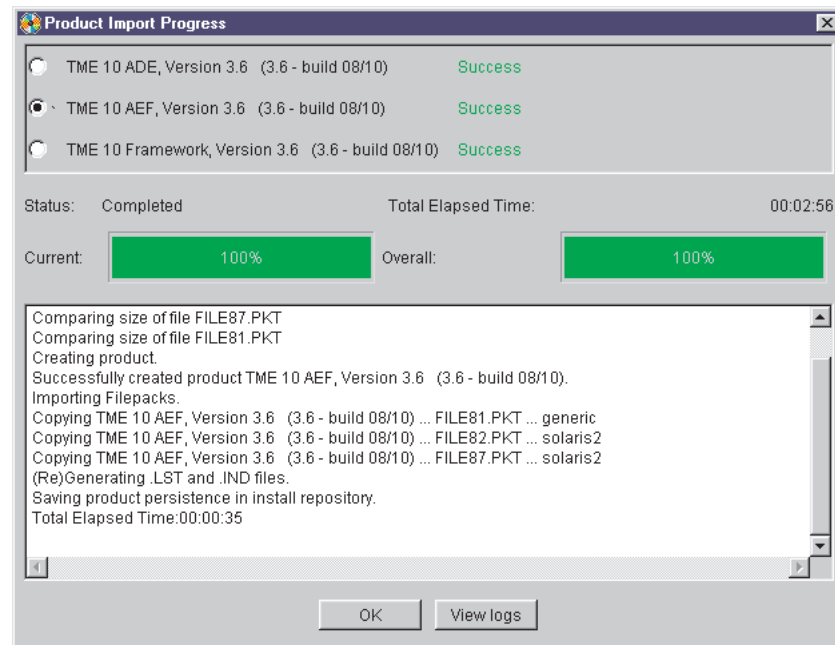 Product Import Progress
TME 10 ADE, Version 3.6 (3.6 - build 08/10) Success
TME 10 AEF, Version 3.6 (3.6 - build 08/10) Success
TME 10 Framework, Version 3.6 (3.6 - build 08/10) Success
Status: Completed Total Elapsed Time: 00:02:56
Current: 100% Overall: 100%
Comparing size of file FILE87.PKT
Comparing size of file FILE81.PKT
Creating product.
Successfully created product TME 10 AEF, Version 3.6 (3.6 - build 08/10).
Importing Filepacks.
Copying TME 10 AEF, Version 3.6 (3.6 - build 08/10) ... FILE81.PKT ... generic
Copying TME 10 AEF, Version 3.6 (3.6 - build 08/10) ... FILE82.PKT ... solaris2
Copying TME 10 AEF, Version 3.6 (3.6 - build 08/10) ... FILE87.PKT ... solaris2
(Re)Generating .LST and .IND files.
Saving product persistence in install repository.
Total Elapsed Time:00:00:35
OK View logs